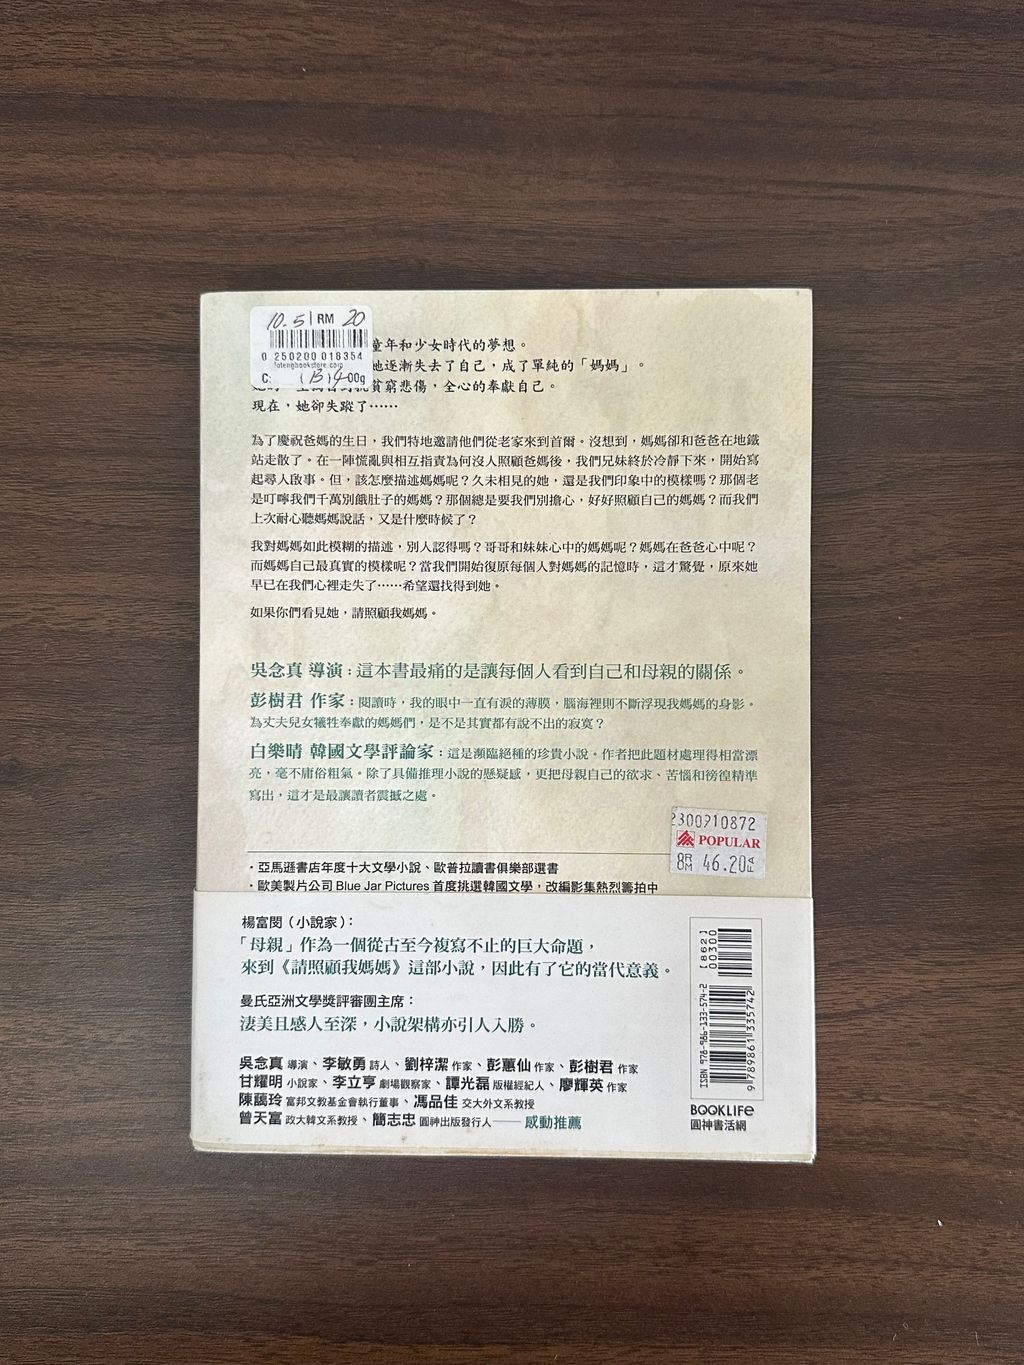 10.5 RM 20
0 250200 018354
C: (B)4.00g
童年和少女時代的夢想。
她逐漸失去了自己,成了單純的「媽媽」。
貧窮悲傷,全心的奉獻自己。
現在,她卻失蹤了⋯⋯
為了慶祝爸媽的生日,我們特地邀請他們從老家來到首爾。沒想到,媽媽卻和爸爸在地鐵
站走散了。在一陣慌亂與相互指責為何沒人照顧爸媽後,我們兄妹終於冷靜下來,開始寫
起尋人啟事。但,該怎麼描述媽媽呢?久未相見的她,還是我們印象中的模樣嗎?那個老
是叮嚀我們千萬別餓肚子的媽媽?那個總是要我們別擔心,好好照顧自己的媽媽?而我們
上次耐心聽媽媽說話,又是什麼時候了?
我對媽媽如此模糊的描述,別人認得嗎?哥哥和妹妹心中的媽媽呢?媽媽在爸爸心中呢?
而媽媽自己最真實的模樣呢?當我們開始復原每個人對媽媽的記憶時,這才驚覺,原來她
早已在我們心裡走失了⋯⋯希望還找得到她。
如果你們看見她,請照顧我媽媽。
吳念真 導演:這本書最痛的是讓每個人看到自己和母親的關係。
彭樹君 作家:閱讀時,我的眼中一直有淚的薄膜,腦海裡則不斷浮現我媽媽的身影。
為丈夫兒女犧牲奉獻的媽媽們,是不是其實都有說不出的寂寞?
白樂晴 韓國文學評論家:這是瀕臨絕種的珍貴小說。作者把此題材處理得相當漂
亮,毫不庸俗粗氣。除了具備推理小說的懸疑感,更把母親自己的欲求、苦惱和徬徨精準
寫出,這才是最讓讀者震撼之處。
2300910872
POPULAR
8RM 46.20
・亞馬遜書店年度十大文學小說、歐普拉讀書俱樂部選書
・歐美製片公司 Blue Jar Pictures 首度挑選韓國文學,改編影集熱烈籌拍中
楊富閔(小說家):
「母親」作為一個從古至今複寫不止的巨大命題,
來到《請照顧我媽媽》這部小說,因此有了它的當代意義。
曼氏亞洲文學獎評審團主席:
淒美且感人至深,小說架構亦引人入勝。
吳念真 導演、李敏勇 詩人、劉梓潔 作家、彭蕙仙 作家、彭樹君 作家
甘耀明 小說家、李立亨 劇場觀察家、譚光磊 版權經紀人、廖輝英 作家
陳藹玲 富邦文教基金會執行董事、馮品佳 交大外文系教授
曾天富 政大韓文系教授、簡志忠 圓神出版發行人——感動推薦
[8621
00300
ISBN 978-986-133-574-2
9 789861 335742
BOOKLIFE
圓神書活網